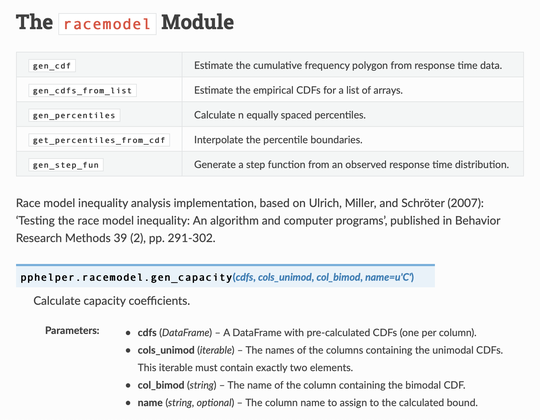 The racemodel Module
gen_cdf Estimate the cumulative frequency polygon from response time data.
gen_cdfs_from_list Estimate the empirical CDFs for a list of arrays.
gen_percentiles Calculate n equally spaced percentiles.
get_percentiles_from_cdf Interpolate the percentile boundaries.
gen_step_fun Generate a step function from an observed response time distribution.
Race model inequality analysis implementation, based on Ulrich, Miller, and Schröter (2007):
'Testing the race model inequality: An algorithm and computer programs', published in Behavior
Research Methods 39 (2), pp. 291-302.
pphelper.racemodel.gen_capacity(cdfs, cols_unimod, col_bimod, name=u'C')
Calculate capacity coefficients.
Parameters: • cdfs (DataFrame) – A DataFrame with pre-calculated CDFs (one per column).
• cols_unimod (iterable) – The names of the columns containing the unimodal CDFs.
This iterable must contain exactly two elements.
• col_bimod (string) – The name of the column containing the bimodal CDF.
• name (string, optional) – The column name to assign to the calculated bound.